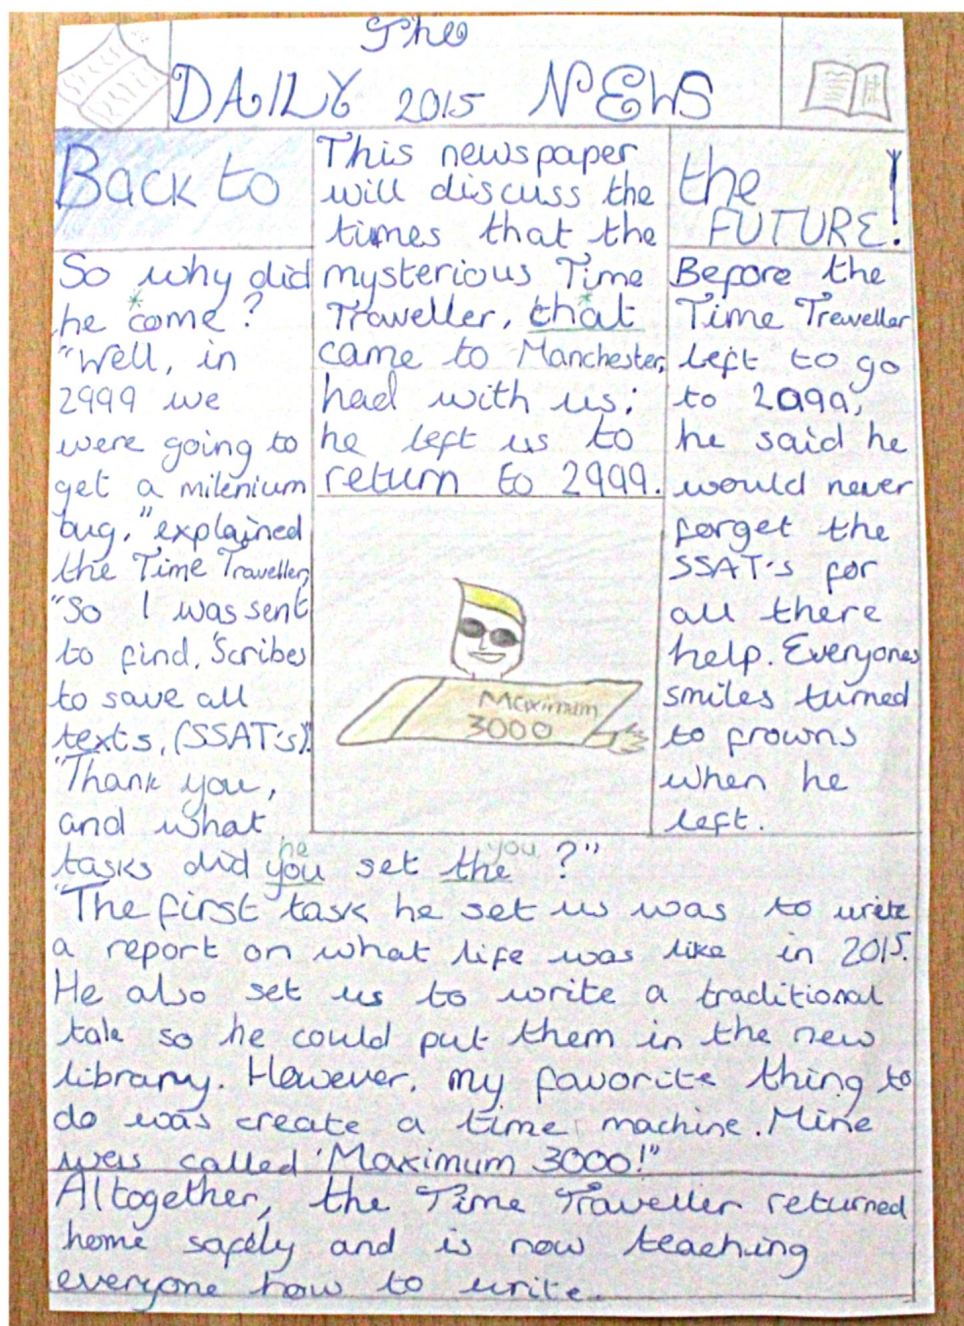 The
DAILY 2015 NEWS
Back to
the
FUTURE!
This newspaper
will discuss the
times that the
mysterious Time
Traveller, that
came to Manchester,
had with us;
he left us to
return to 2999.
So why did
he come?
"Well, in
2999 we
were going to
get a milenium
bug," explained
the Time Traveller,
"So I was sent
to find, Scribes
to save all
texts, (SSAT's)".
"Thank you,
and what
he you
tasks did you set the ?"
"The first task he set us was to write
a report on what life was like in 2015.
He also set us to write a traditional
tale so he could put them in the new
library. However, my favorite thing to
do was create a time machine. Mine
was called 'Maximum 3000!"
Maximum
3000
Before the
Time Treveller
left to go
to 2999,
he said he
would never
forget the
SSAT's for
all there
help. Everyones
smiles turned
to frowns
when he
left.
Altogether, the Time Traveller returned
home safely and is now teaching
everyone how to write.